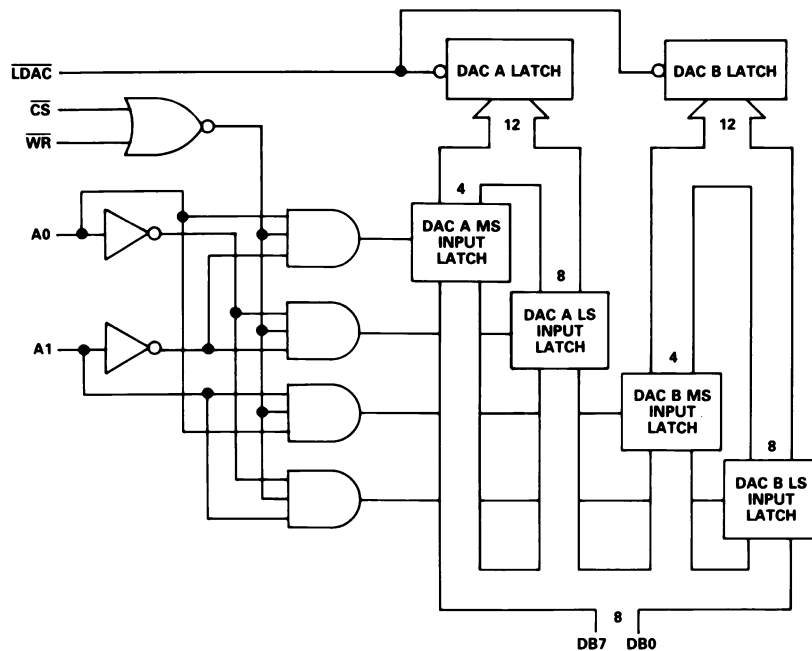 LDAC
DAC A LATCH
DAC B LATCH
CS
WR
12
12
4
A0
DAC A MS
INPUT
LATCH
8
DAC A LS
INPUT
LATCH
A1
4
DAC B MS
INPUT
LATCH
8
DAC B LS
INPUT
LATCH
8
DB7 DB0